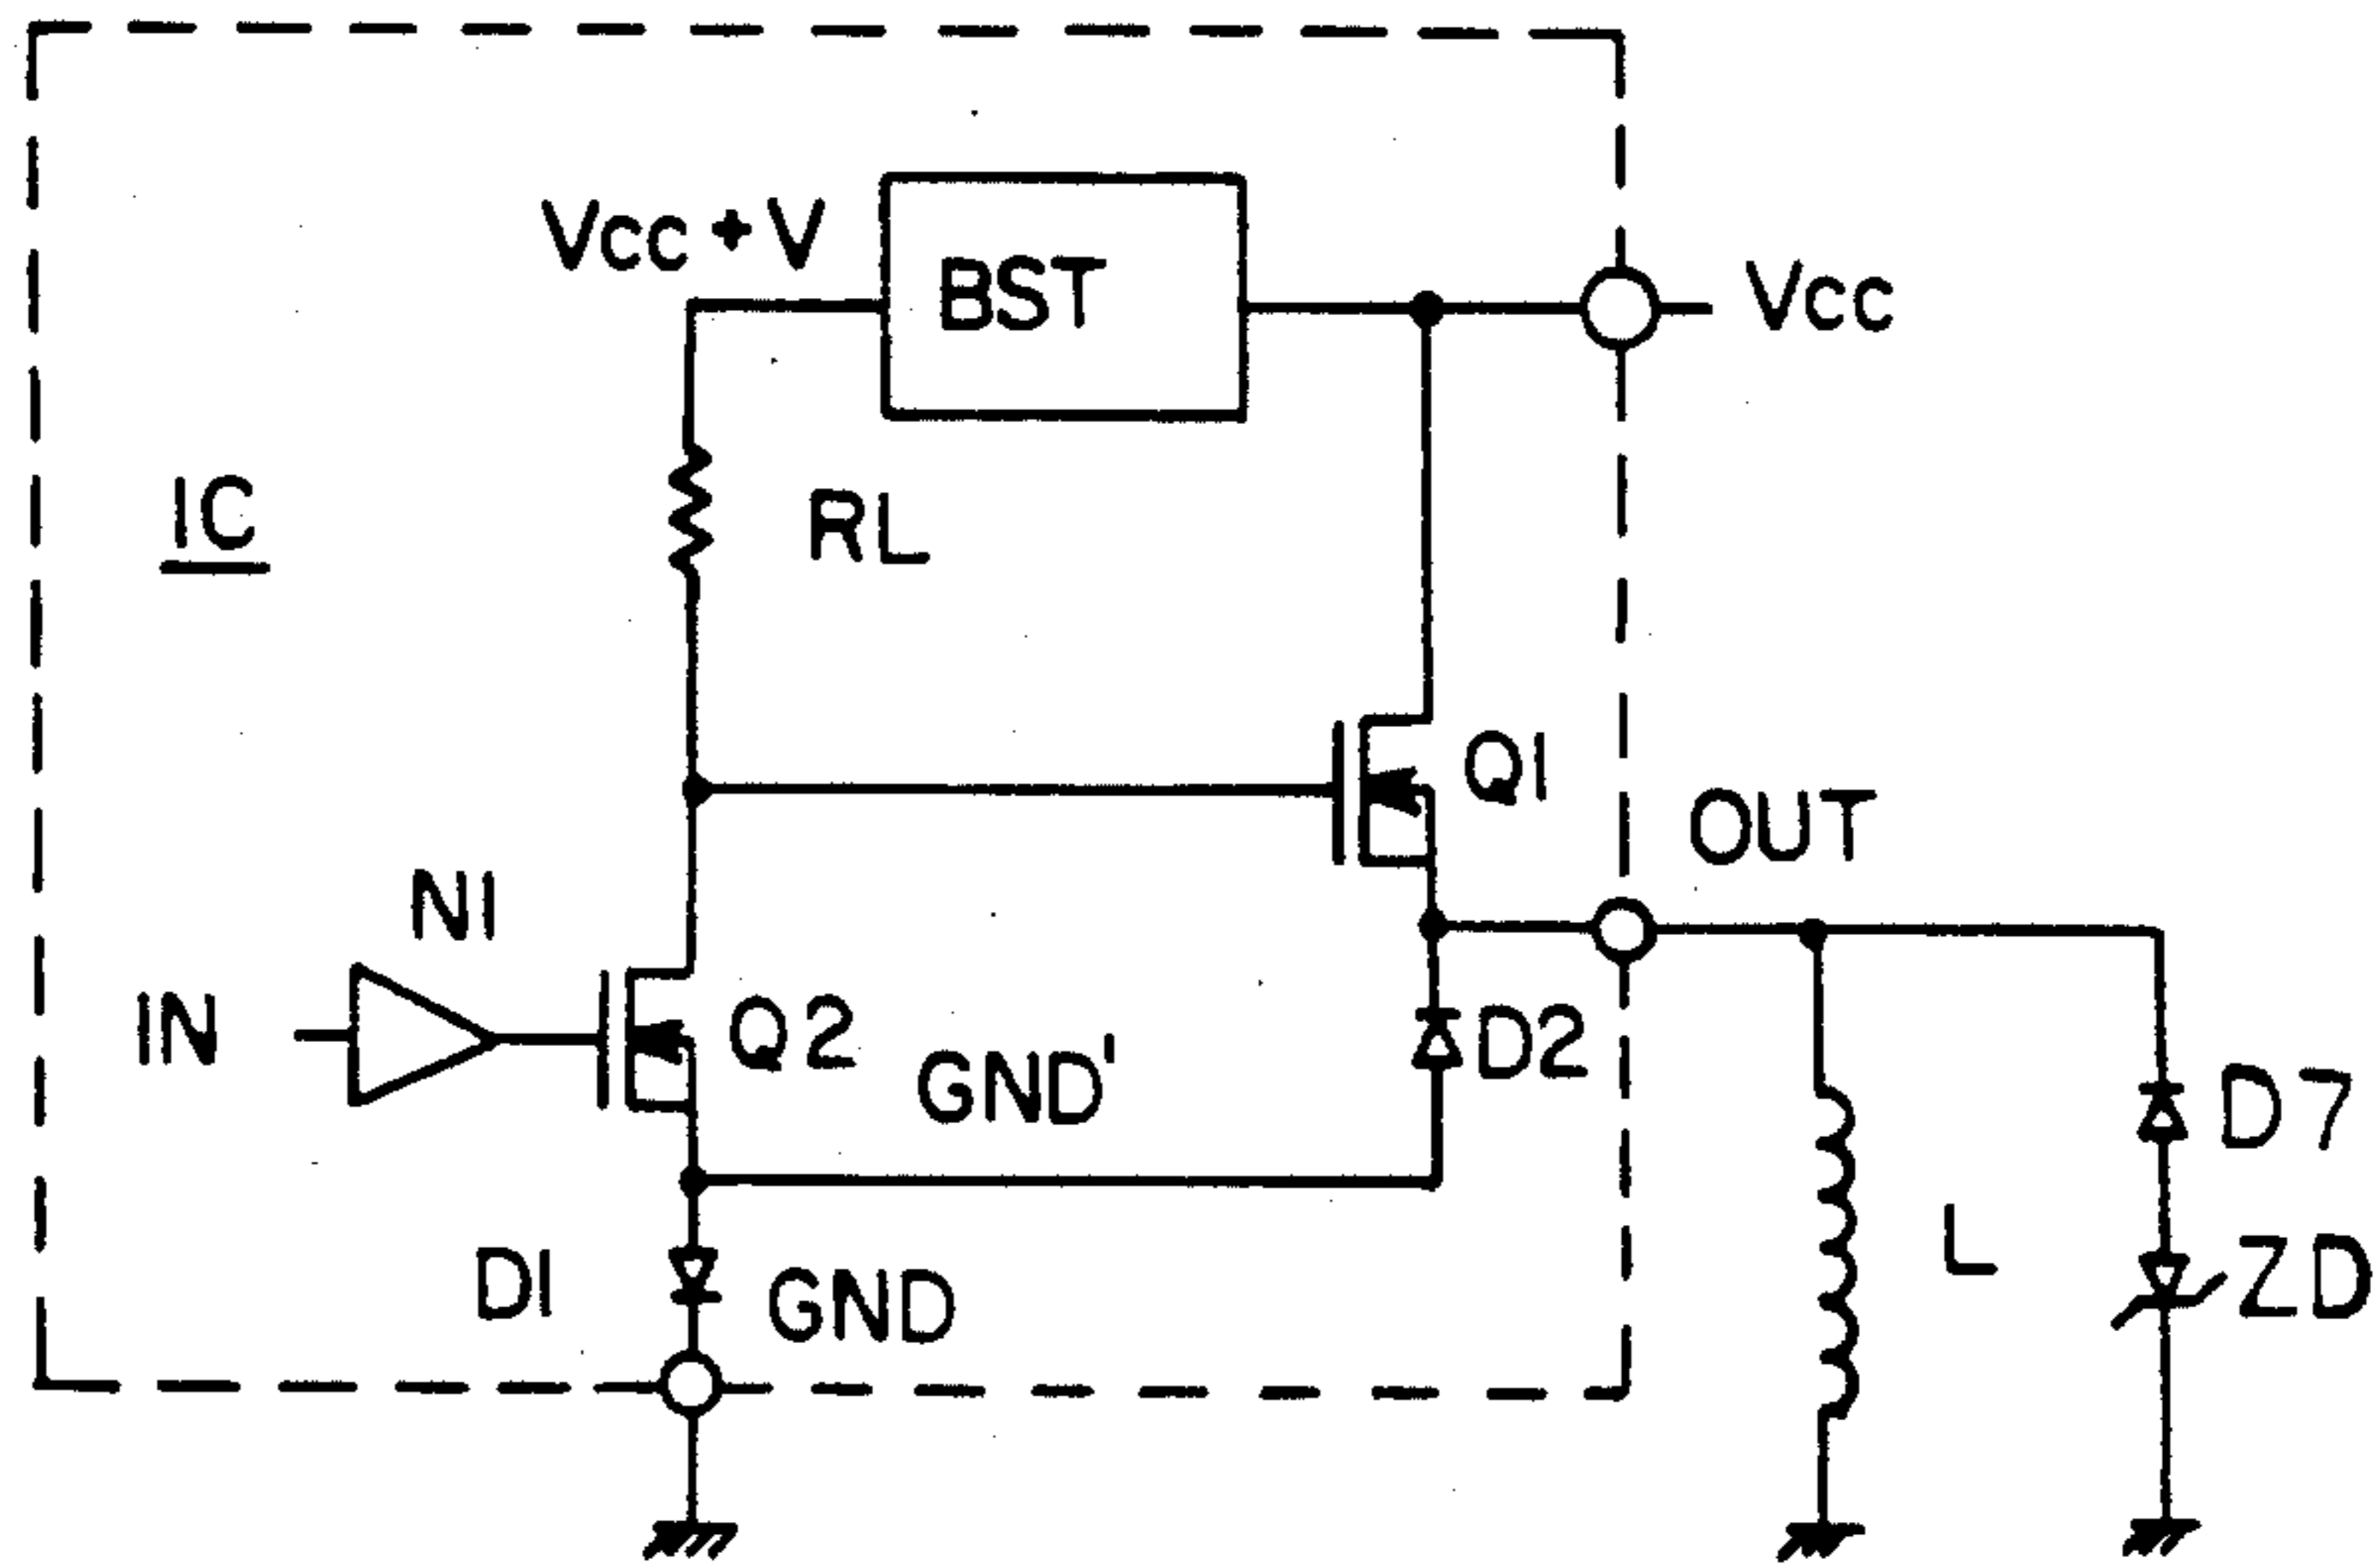 Vcc+V
BST
Vcc
IC
RL
Q1
OUT
N1
IN
Q2
GND'
D2
D7
L
D1
GND
ZD